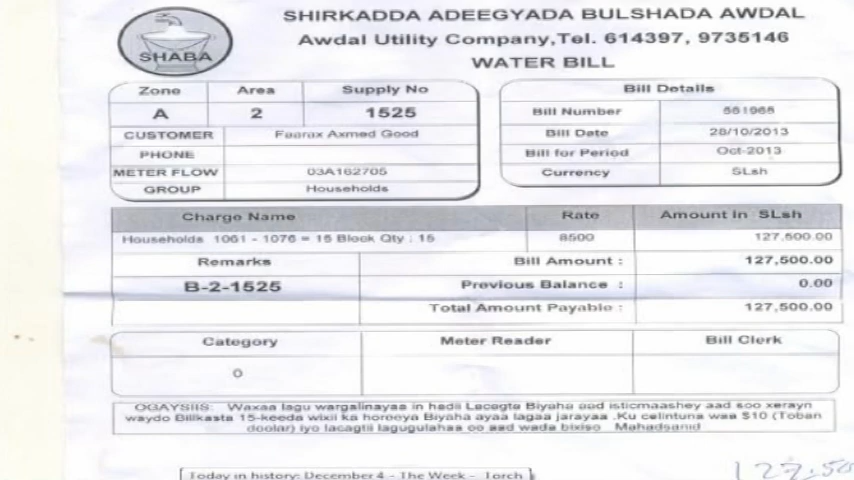 SHIRKADDA ADEEGYADA BULSHADA AWDAL
Awdal Utility Company,Tel. 614397, 9735146
SHABA
WATER BILL
Zone Area Supply No
A 2 1525
CUSTOMER Faarax Axmed Good
PHONE
METER FLOW 03A162705
GROUP Households
Bill Details
Bill Number 561965
Bill Date 28/10/2013
Bill for Period Oct-2013
Currency SLsh
Charge Name Rate Amount In SLsh
Households 1061 - 1076 = 15 Block Qty : 15 8500 127,500.00
Remarks Bill Amount : 127,500.00
B-2-1525 Previous Balance : 0.00
Total Amount Payable : 127,500.00
Category Meter Reader Bill Clerk
0
OGAYSIIS: Waxaa lagu wargalinayaa in hadii Lacagta Biyaha aad isticmaashey aad soo xerayn
waydo Billkasta 15-keeda wixii ka horeeya Biyaha ayaa lagaa jarayaa .Ku celintuna waa $10 (Toban
doolar) iyo lacagtii lagugulahaa oo aad wada bixiso Mahadsanid
Today in history: December 4 - The Week - Torch
127.50